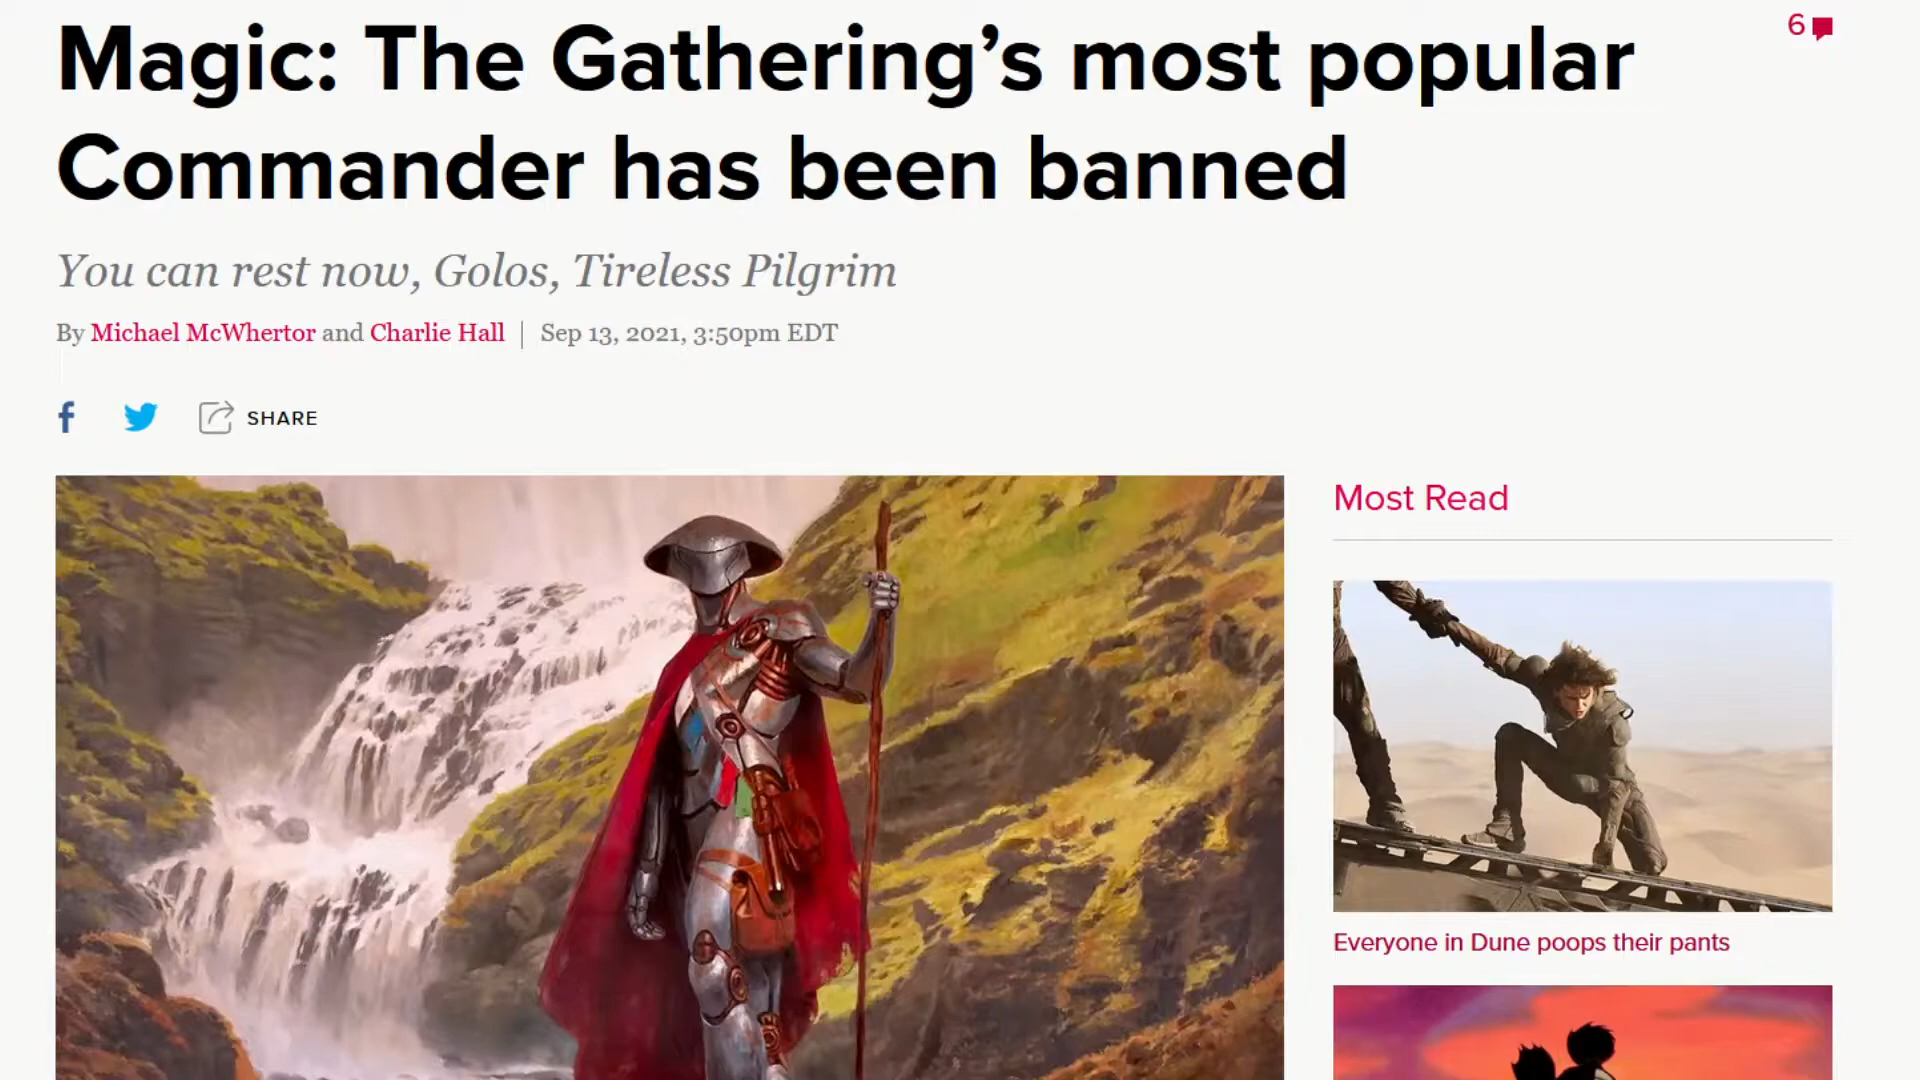 Magic: The Gathering’s most popular
Commander has been banned
6
You can rest now, Golos, Tireless Pilgrim
By Michael McWhertor and Charlie Hall | Sep 13, 2021, 3:50pm EDT
SHARE
Most Read
Everyone in Dune poops their pants